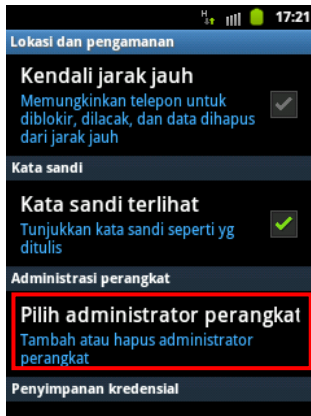 H 17:21
Lokasi dan pengamanan
Kendali jarak jauh
Memungkinkan telepon untuk
diblokir, dilacak, dan data dihapus
dari jarak jauh
Kata sandi
Kata sandi terlihat
Tunjukkan kata sandi seperti yg
ditulis
Administrasi perangkat
Pilih administrator perangkat
Tambah atau hapus administrator
perangkat
Penyimpanan kredensial